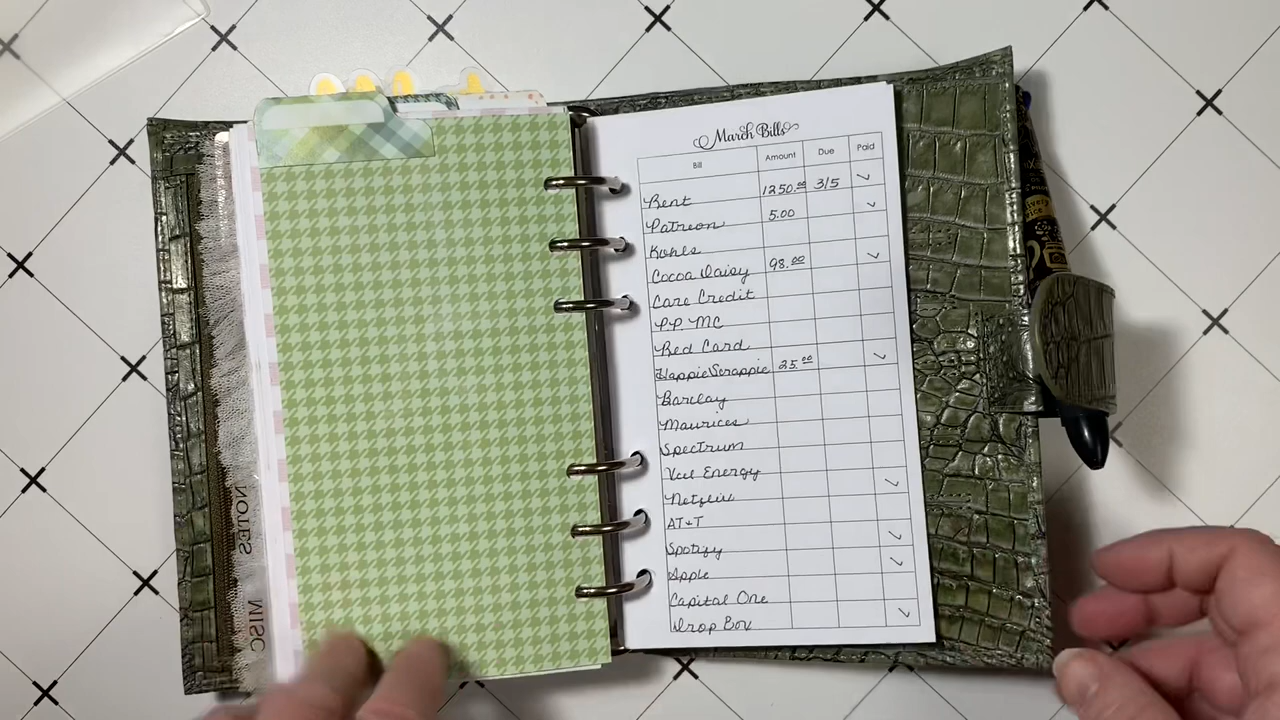 March Bills
Bill Amount Due Paid
Rent 1250.00 3/5 ✓
Patreon 5.00 ✓
Kohls
Cocoa Daisy 98.00 ✓
Care Credit
PP MC
Red Card
HappieScrappie 25.00 ✓
Barclay
Maurices
Spectrum
Energy
Netflix ✓
AT&T
Spotify ✓
Apple ✓
Capital One
Drop Box ✓
NOTES
MISC